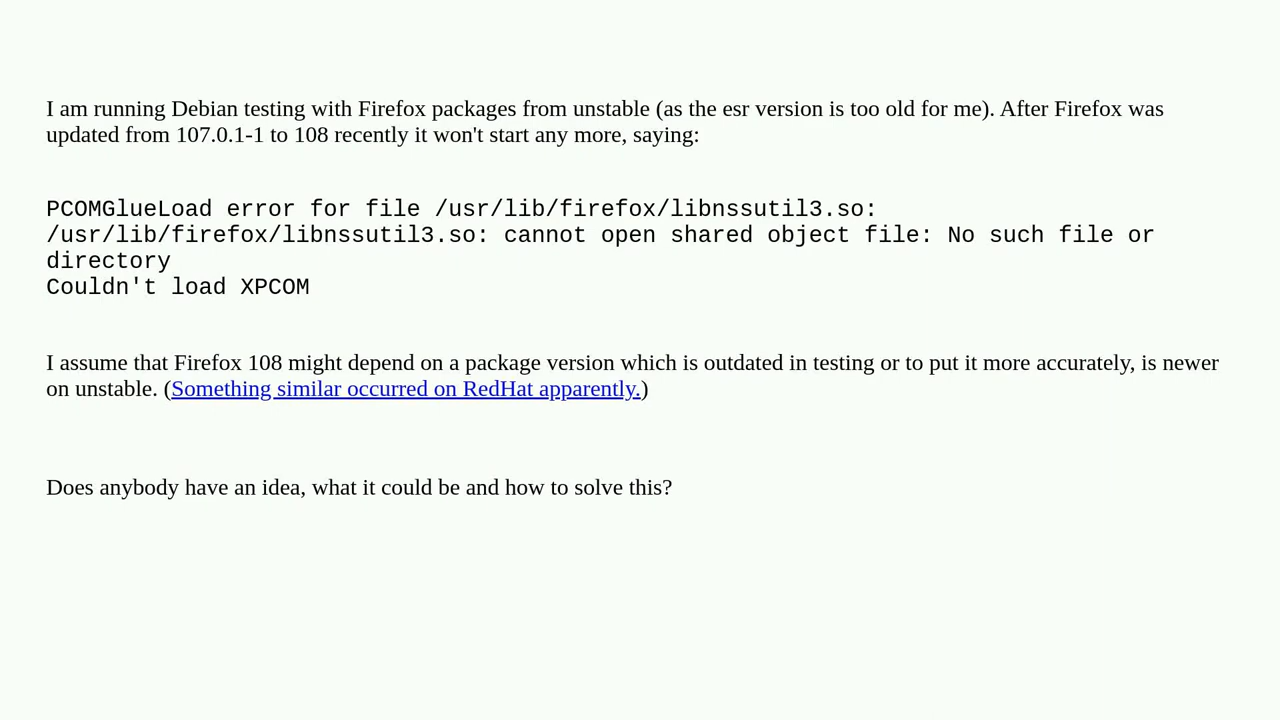 I am running Debian testing with Firefox packages from unstable (as the esr version is too old for me). After Firefox was
updated from 107.0.1-1 to 108 recently it won't start any more, saying:
PCOMGlueLoad error for file /usr/lib/firefox/libnssutil3.so:
/usr/lib/firefox/libnssutil3.so: cannot open shared object file: No such file or
directory
Couldn't load XPCOM
I assume that Firefox 108 might depend on a package version which is outdated in testing or to put it more accurately, is newer
on unstable. (Something similar occurred on RedHat apparently.)
Does anybody have an idea, what it could be and how to solve this?